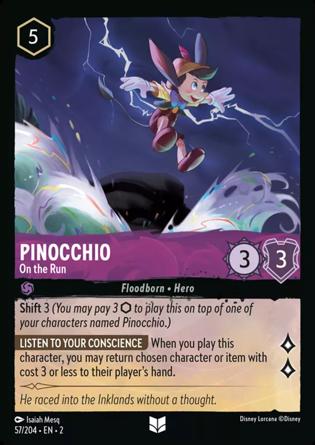 5
PINOCCHIO
On the Run
3 3
Floodborn • Hero
Shift 3 (You may pay 3 ⬡ to play this on top of one of
your characters named Pinocchio.)
LISTEN TO YOUR CONSCIENCE When you play this
character, you may return chosen character or item with
cost 3 or less to their player's hand.
He raced into the Inklands without a thought.
Isaiah Mesq
Disney Lorcana ©Disney
57/204 • EN • 2